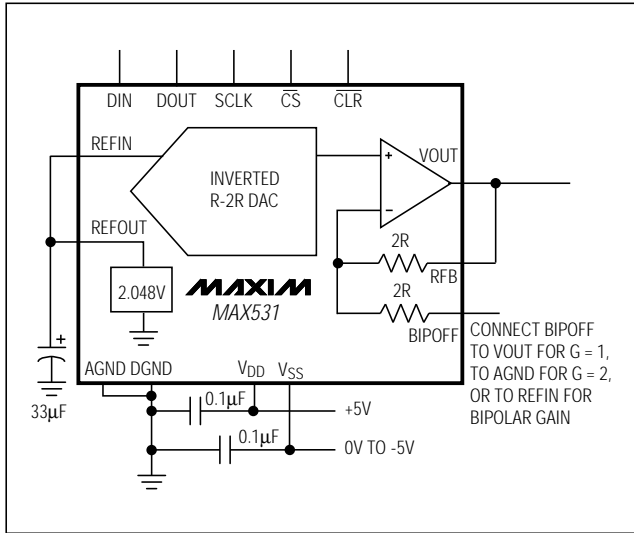 DIN DOUT SCLK CS CLR
REFIN
INVERTED
R-2R DAC
+
VOUT
−
REFOUT
2R
RFB
2.048V
MAXIM
MAX531
2R
BIPOFF
CONNECT BIPOFF
TO VOUT FOR G = 1,
TO AGND FOR G = 2,
OR TO REFIN FOR
BIPOLAR GAIN
+
33μF
AGND DGND VDD VSS
0.1μF
+5V
0.1μF
0V TO -5V